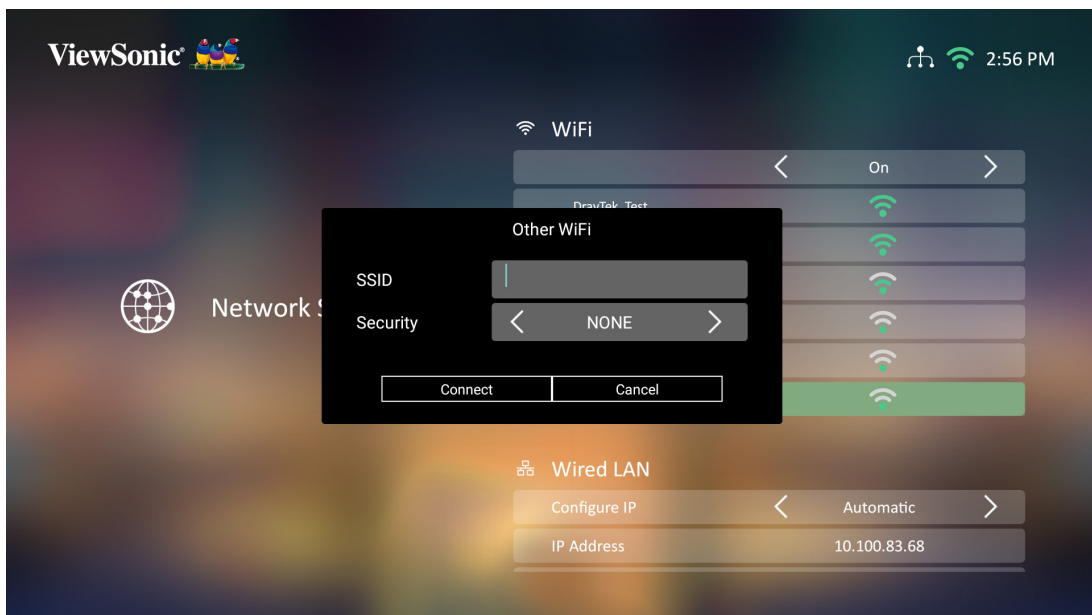 ViewSonic®
2:56 PM
WiFi
On
DrayTek_Test
Other WiFi
SSID
Network
Security
NONE
Connect
Cancel
Wired LAN
Configure IP
Automatic
IP Address
10.100.83.68